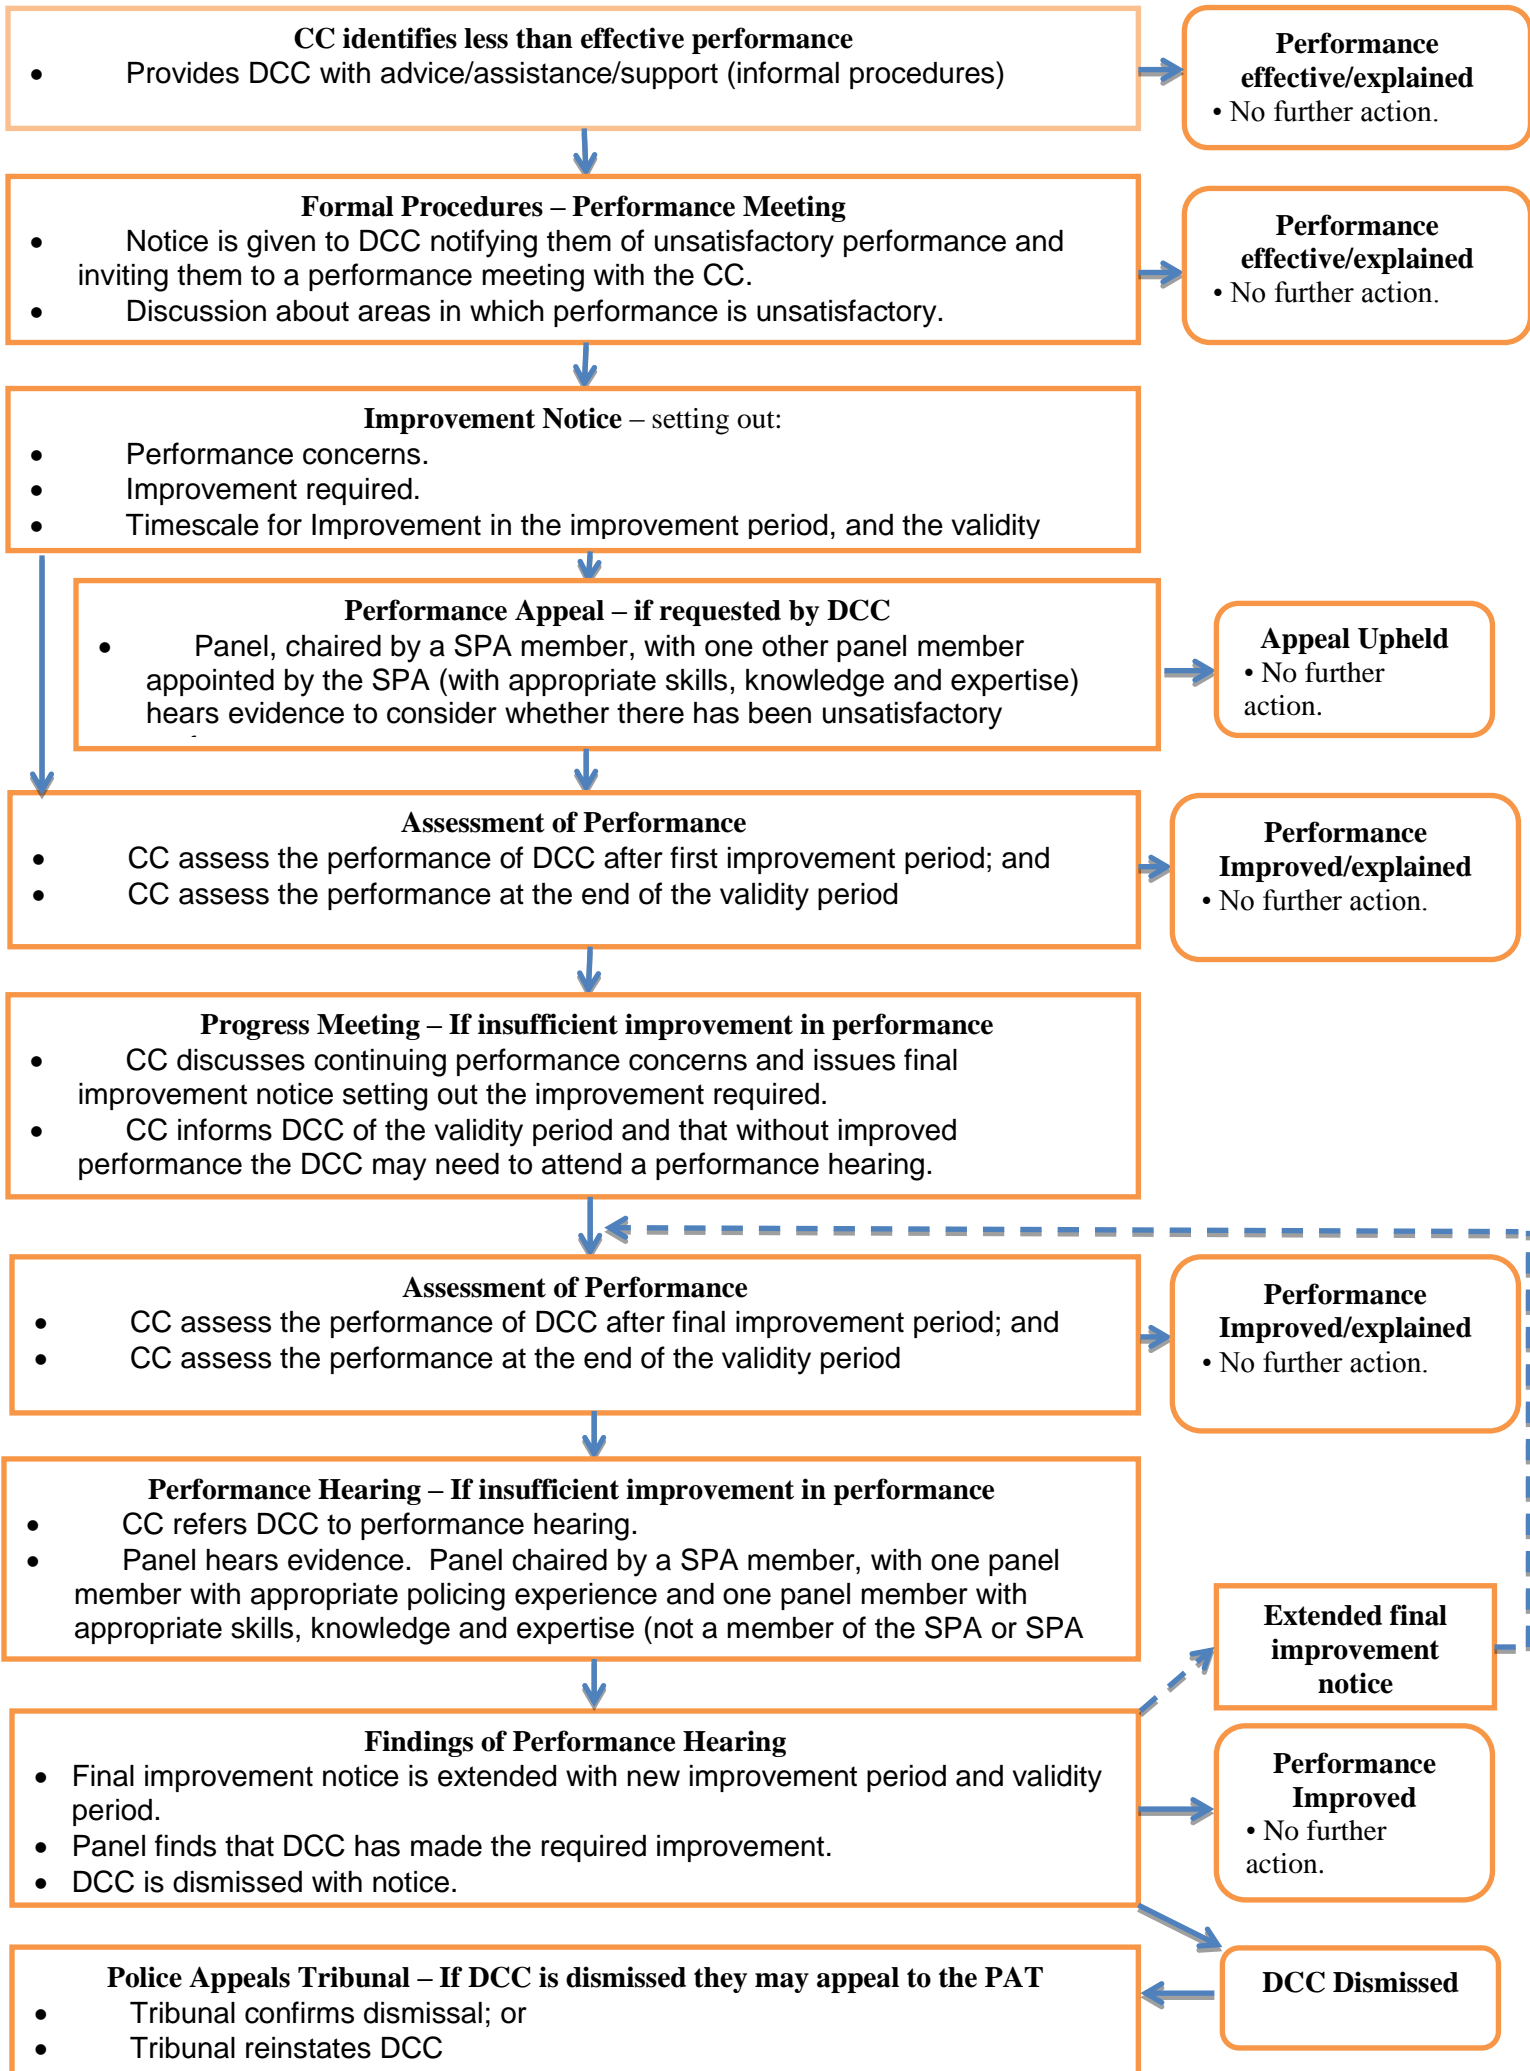 CC identifies less than effective performance
• Provides DCC with advice/assistance/support (informal procedures)
Performance
effective/explained
• No further action.
Formal Procedures – Performance Meeting
• Notice is given to DCC notifying them of unsatisfactory performance and
inviting them to a performance meeting with the CC.
• Discussion about areas in which performance is unsatisfactory.
Performance
effective/explained
• No further action.
Improvement Notice – setting out:
• Performance concerns.
• Improvement required.
• Timescale for Improvement in the improvement period, and the validity
Performance Appeal – if requested by DCC
• Panel, chaired by a SPA member, with one other panel member
appointed by the SPA (with appropriate skills, knowledge and expertise)
hears evidence to consider whether there has been unsatisfactory
Appeal Upheld
• No further
action.
Assessment of Performance
• CC assess the performance of DCC after first improvement period; and
• CC assess the performance at the end of the validity period
Performance
Improved/explained
• No further action.
Progress Meeting – If insufficient improvement in performance
• CC discusses continuing performance concerns and issues final
improvement notice setting out the improvement required.
• CC informs DCC of the validity period and that without improved
performance the DCC may need to attend a performance hearing.
Assessment of Performance
• CC assess the performance of DCC after final improvement period; and
• CC assess the performance at the end of the validity period
Performance
Improved/explained
• No further action.
Performance Hearing – If insufficient improvement in performance
• CC refers DCC to performance hearing.
• Panel hears evidence. Panel chaired by a SPA member, with one panel
member with appropriate policing experience and one panel member with
appropriate skills, knowledge and expertise (not a member of the SPA or SPA
Extended final
improvement
notice
Findings of Performance Hearing
• Final improvement notice is extended with new improvement period and validity
period.
• Panel finds that DCC has made the required improvement.
• DCC is dismissed with notice.
Performance
Improved
• No further
action.
Police Appeals Tribunal – If DCC is dismissed they may appeal to the PAT
• Tribunal confirms dismissal; or
• Tribunal reinstates DCC
DCC Dismissed